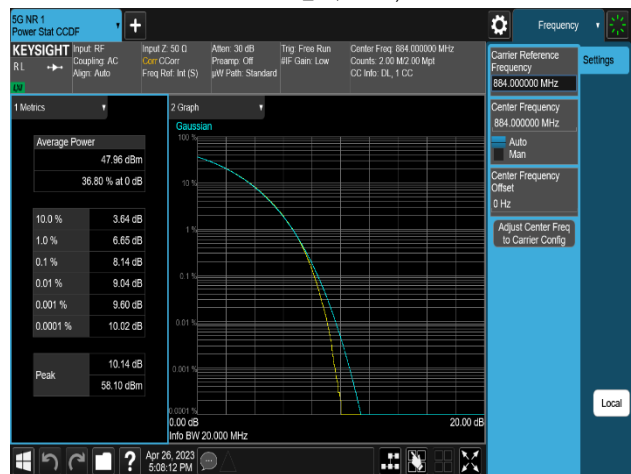 5G NR 1
Power Stat CCDF
Frequency
KEYSIGHT
RL
LW
Input: RF
Coupling: AC
Align: Auto
Input Z: 50 Ω
Corr CCorr
Freq Ref: Int (S)
Atten: 30 dB
Preamp: Off
µW Path: Standard
Trig: Free Run
#IF Gain: Low
Center Freq: 884.000000 MHz
Counts: 2.00 M/2.00 Mpt
CC Info: DL, 1 CC
1 Metrics
Average Power
47.96 dBm
36.80 % at 0 dB
10.0 % 3.64 dB
1.0 % 6.65 dB
0.1 % 8.14 dB
0.01 % 9.04 dB
0.001 % 9.60 dB
0.0001 % 10.02 dB
Peak
10.14 dB
58.10 dBm
2 Graph
Gaussian
100 %
10 %
1 %
0.1 %
0.01 %
0.001 %
0.0001 %
0.00 dB 20.00 dB
Info BW 20.000 MHz
Carrier Reference
Frequency
884.000000 MHz
Center Frequency
884.000000 MHz
Auto
Man
Center Frequency
Offset
0 Hz
Adjust Center Freq
to Carrier Config
Settings
Local
?
Apr 26, 2023
5:08:12 PM